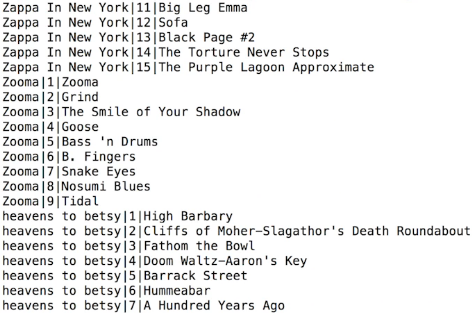 Zappa In New York|11|Big Leg Emma
Zappa In New York|12|Sofa
Zappa In New York|13|Black Page #2
Zappa In New York|14|The Torture Never Stops
Zappa In New York|15|The Purple Lagoon Approximate
Zooma|1|Zooma
Zooma|2|Grind
Zooma|3|The Smile of Your Shadow
Zooma|4|Goose
Zooma|5|Bass 'n Drums
Zooma|6|B. Fingers
Zooma|7|Snake Eyes
Zooma|8|Nosumi Blues
Zooma|9|Tidal
heavens to betsy|1|High Barbary
heavens to betsy|2|Cliffs of Moher-Slagathor's Death Roundabout
heavens to betsy|3|Fathom the Bowl
heavens to betsy|4|Doom Waltz-Aaron's Key
heavens to betsy|5|Barrack Street
heavens to betsy|6|Hummeabar
heavens to betsy|7|A Hundred Years Ago